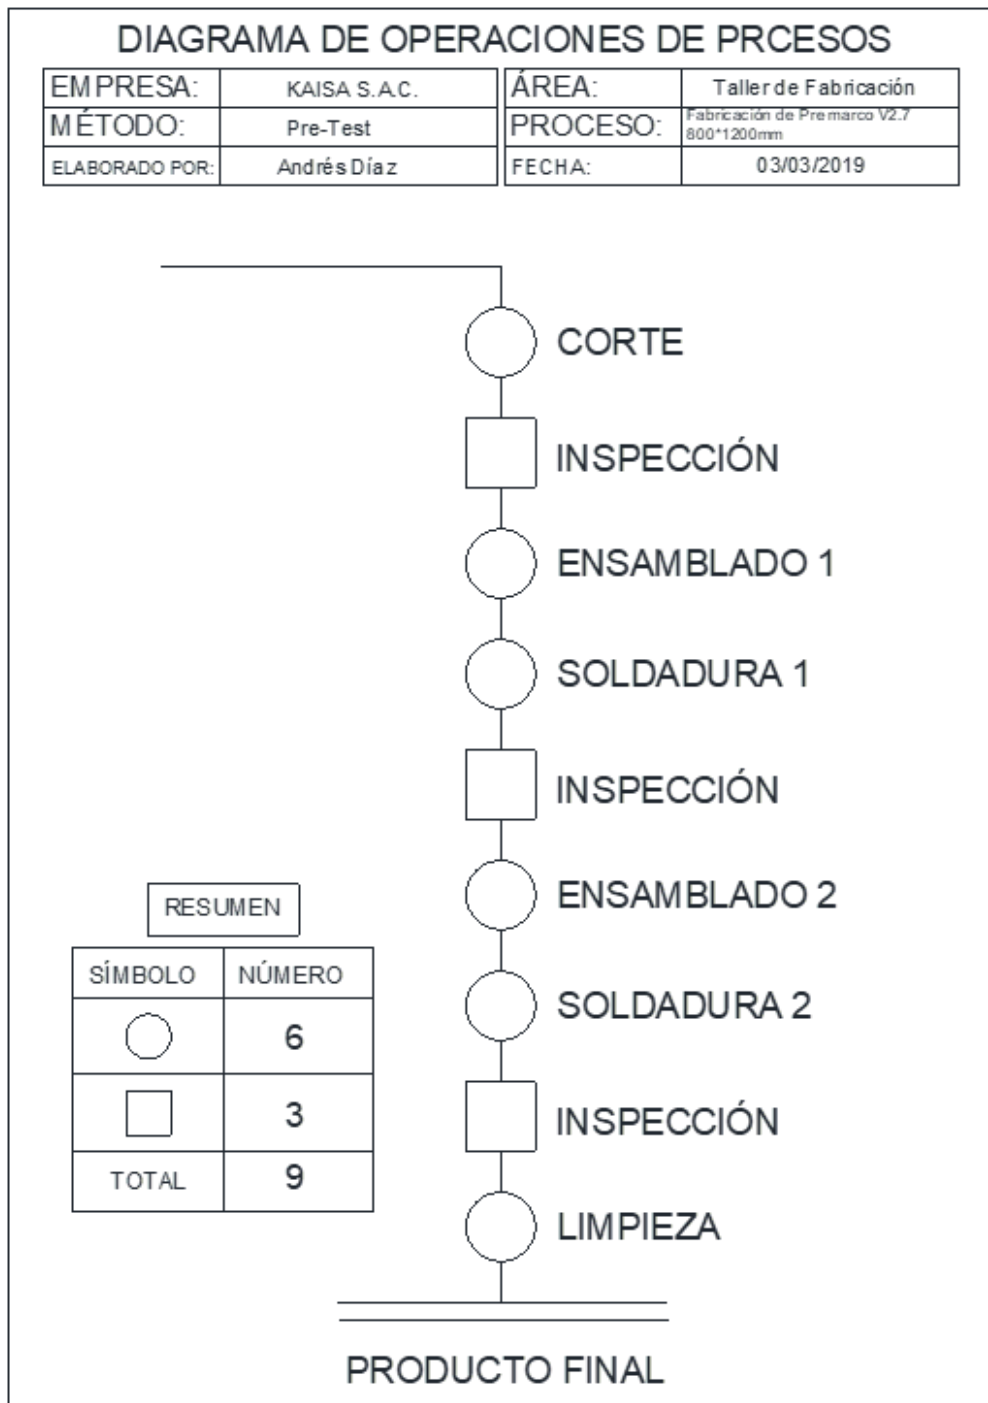 DIAGRAMA DE OPERACIONES DE PRCESOS
EMPRESA: KAISA S.A.C. ÁREA: Taller de Fabricación
MÉTODO: Pre-Test PROCESO: Fabricación de Premarco V2.7
800*1200mm
ELABORADO POR: Andrés Díaz FECHA: 03/03/2019
CORTE
INSPECCIÓN
ENSAMBLADO 1
SOLDADURA 1
INSPECCIÓN
ENSAMBLADO 2
SOLDADURA 2
INSPECCIÓN
LIMPIEZA
RESUMEN
SÍMBOLO NÚMERO
6
3
TOTAL 9
PRODUCTO FINAL